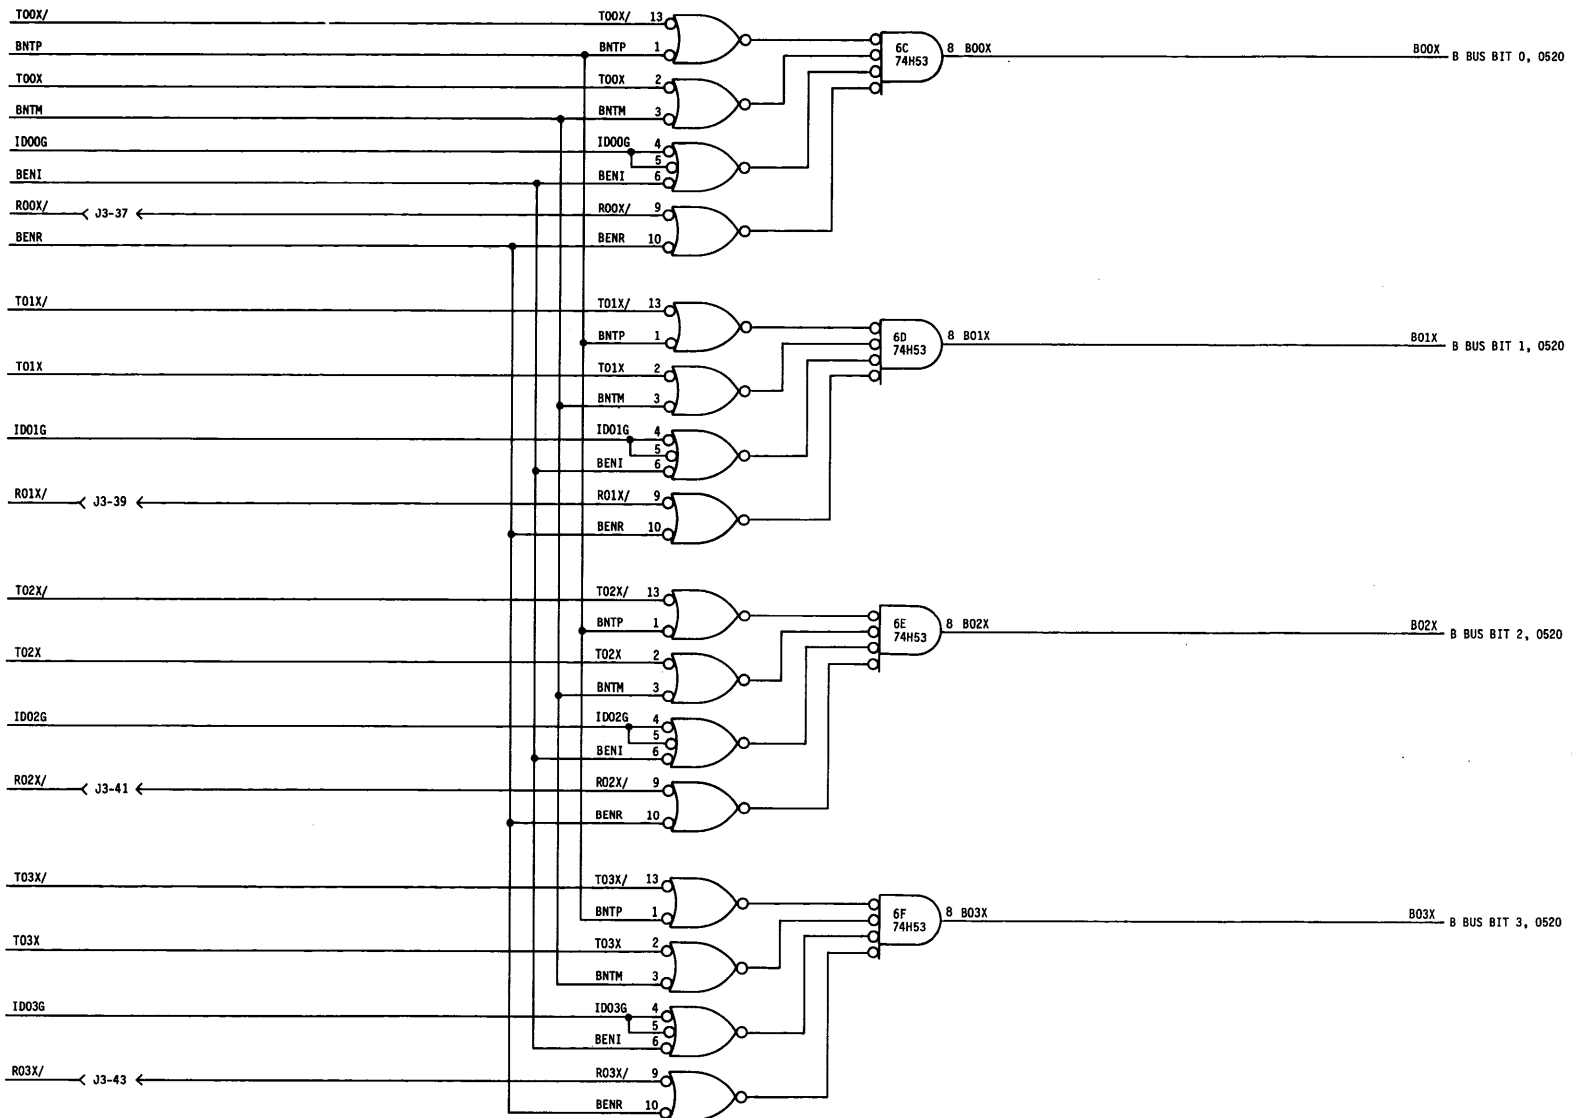 T00X/ T00X/ 13
BNTP BNTP 1
6C
74H53
8 B00X B00X B BUS BIT 0, 0520
T00X T00X 2
BNTM BNTM 3
ID00G ID00G 4
5
BENI BENI 6
R00X/ J3-37 R00X/ 9
BENR BENR 10
T01X/ T01X/ 13
BNTP 1
6D
74H53
8 B01X B01X B BUS BIT 1, 0520
T01X T01X 2
BNTM 3
ID01G ID01G 4
5
BENI 6
R01X/ J3-39 R01X/ 9
BENR 10
T02X/ T02X/ 13
BNTP 1
6E
74H53
8 B02X B02X B BUS BIT 2, 0520
T02X T02X 2
BNTM 3
ID02G ID02G 4
5
BENI 6
R02X/ J3-41 R02X/ 9
BENR 10
T03X/ T03X/ 13
BNTP 1
6F
74H53
8 B03X B03X B BUS BIT 3, 0520
T03X T03X 2
BNTM 3
ID03G ID03G 4
5
BENI 6
R03X/ J3-43 R03X/ 9
BENR 10